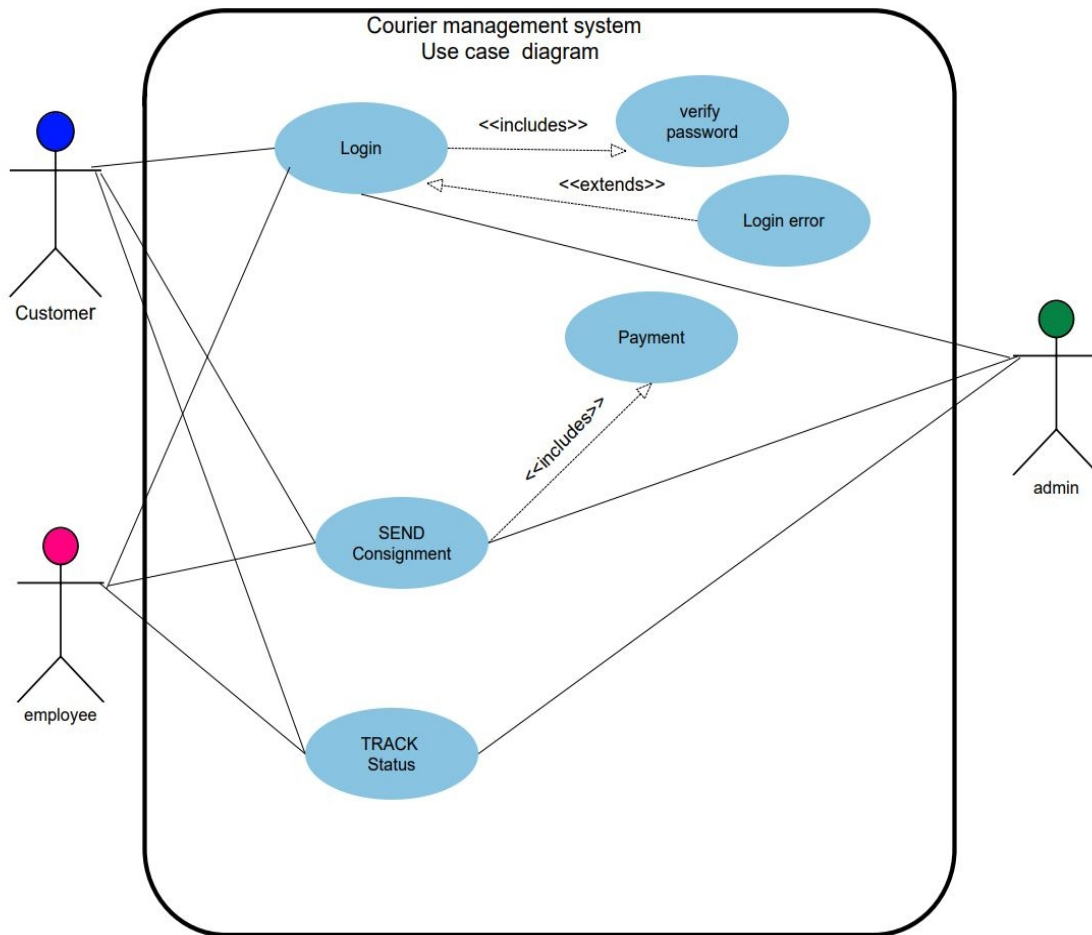 Courier management system
Use case diagram
verify
password
<<includes>>
Login
<<extends>>
Login error
Customer
Payment
<<includes>>
admin
SEND
Consignment
employee
TRACK
Status